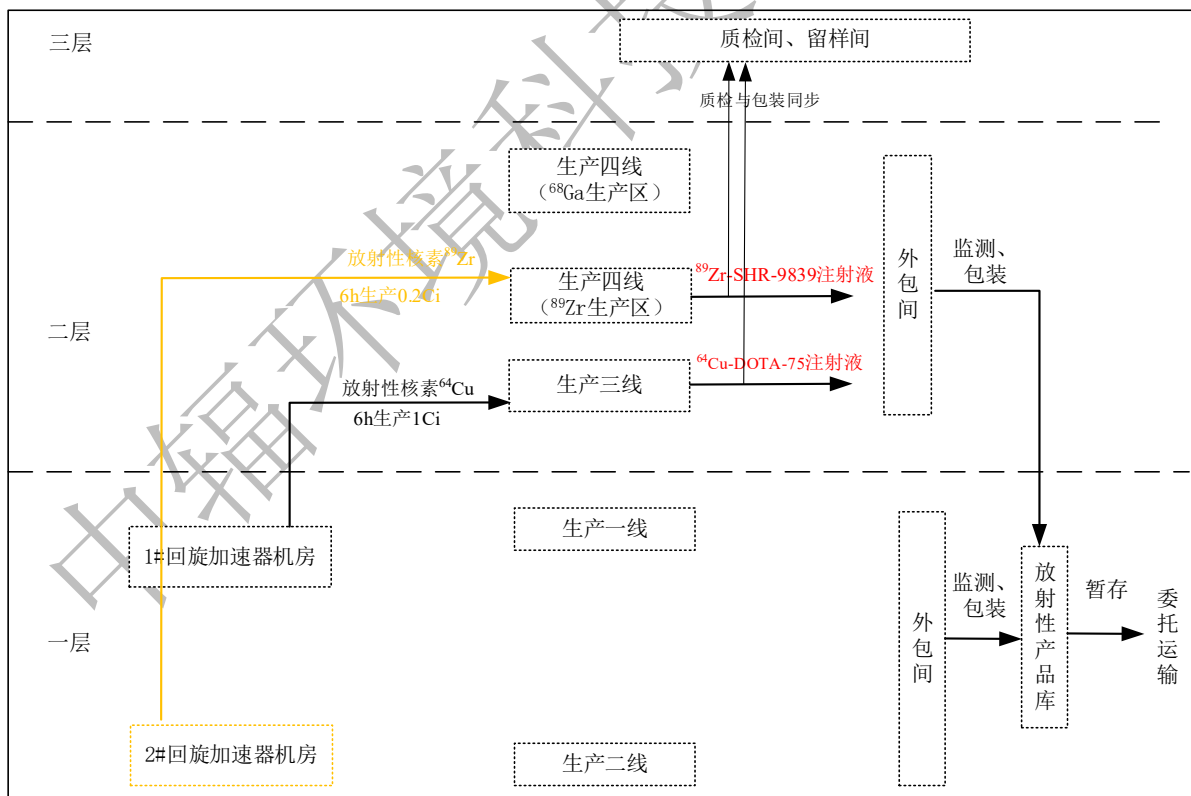 三层
质检间、留样间
质检与包装同步
生产四线
（⁶⁸Ga生产区）
放射性核素⁸⁹Zr
6h生产0.2Ci
生产四线
（⁸⁹Zr生产区）
⁸⁹Zr-SHR-9839注射液
外包间
监测、
包装
二层
放射性核素⁶⁴Cu
6h生产1Ci
生产三线
⁶⁴Cu-DOTA-75注射液
1#回旋加速器机房
生产一线
一层
外包间
监测、
包装
放射性产品库
暂存
委托运输
2#回旋加速器机房
生产二线
中辐环境科技